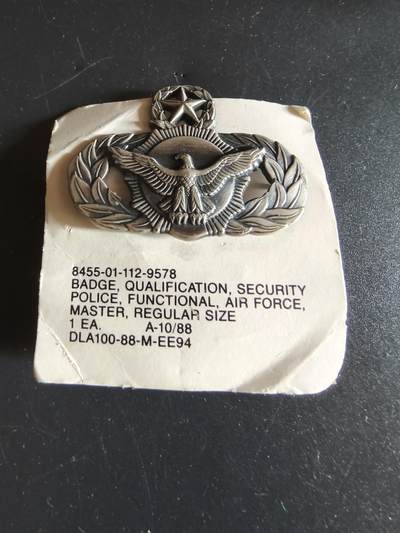 8455-01-112-9578
BADGE, QUALIFICATION, SECURITY
POLICE, FUNCTIONAL, AIR FORCE,
MASTER, REGULAR SIZE
1 EA. A-10/88
DLA100-88-M-EE94